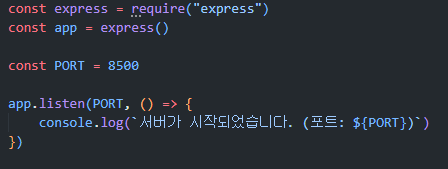 const express = require("express")
const app = express()
const PORT = 8500
app.listen(PORT, () => {
console.log(`서버가 시작되었습니다. (포트: ${PORT})`)
})